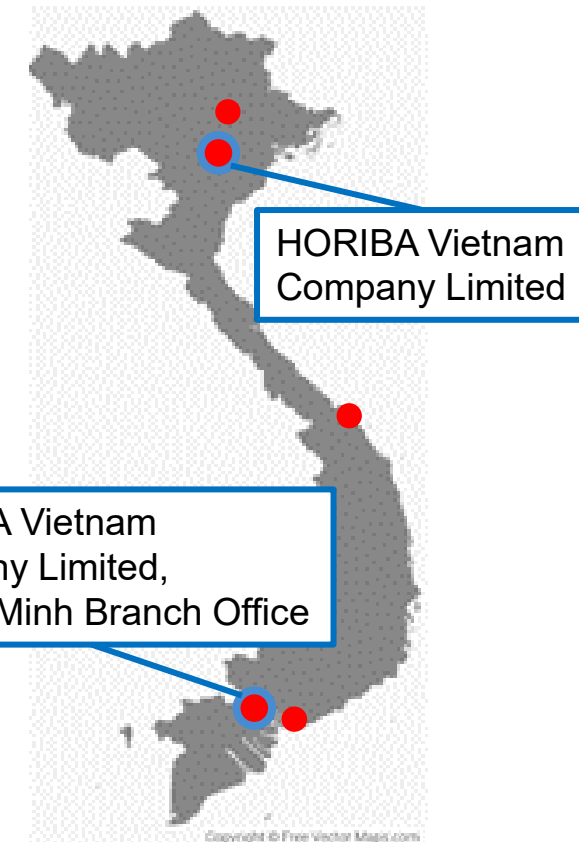 HORIBA Vietnam
Company Limited
A Vietnam
ny Limited,
Minh Branch Office
Copyright © Free Vector Maps.com